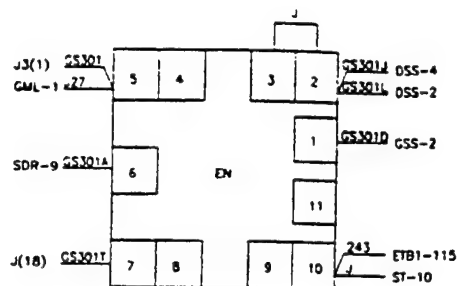 J
J3(1) GS301 5 4 3 2 GS301J DSS-4
GML-1 27 GS301L DSS-2
1 GS301D GSS-2
SDR-9 GS301A 6 EN
11
J(18) GS301T 7 8 9 10 243 ETB1-115
J ST-10